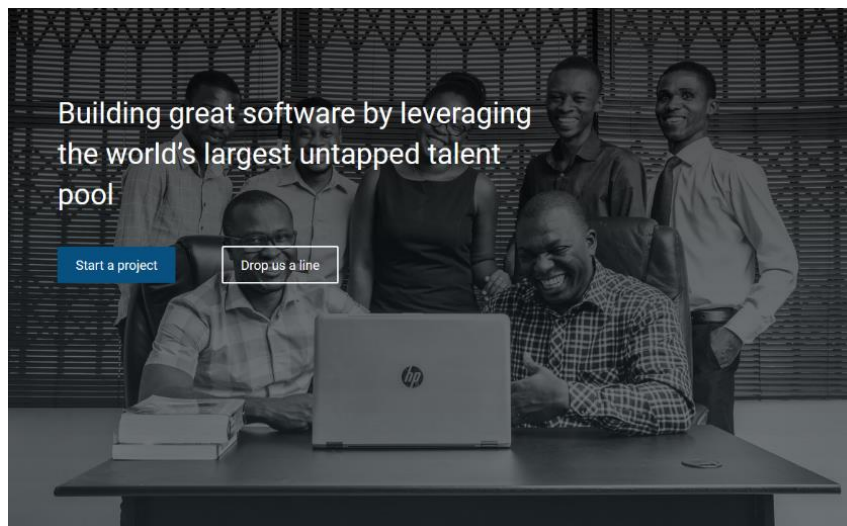 Building great software by leveraging
the world’s largest untapped talent
pool
Start a project
Drop us a line
hp